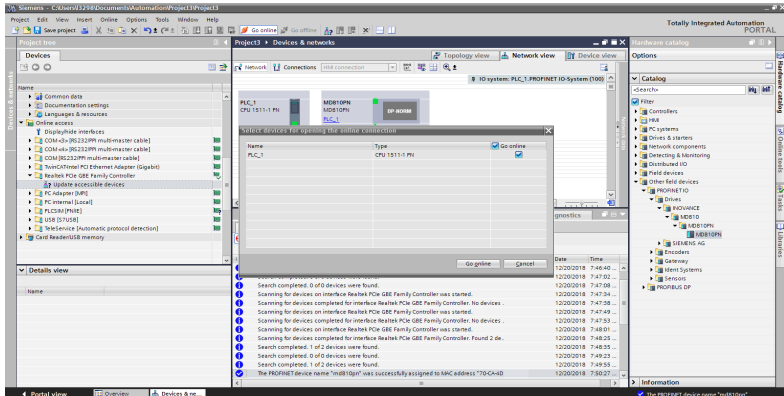 Siemens - C:\Users\I3298\Documents\Automation\Project3\Project3
Project Edit View Insert Online Options Tools Window Help
Totally Integrated Automation
PORTAL
Save project
Go online
Go offline
Project tree
Project3 ▸ Devices & networks
Hardware catalog
Devices
Topology view
Network view
Device view
Options
Network
Connections
HMI connection
IO system: PLC_1.PROFINET IO-System (100)
Name
Common data
Documentation settings
Languages & resources
Online access
Display/hide interfaces
COM <3> [RS232/PPI multi-master cable]
COM <4> [RS232/PPI multi-master cable]
COM [RS232/PPI multi-master cable]
TwinCAT-Intel PCI Ethernet Adapter (Gigabit)
Realtek PCIe GBE Family Controller
Update accessible devices
PC Adapter [MPI]
PC internal [Local]
PLCSIM [PN/IE]
USB [S7USB]
TeleService [Automatic protocol detection]
Card Reader/USB memory
Details view
Name
PLC_1
CPU 1511-1 PN
MD810PN
MD810PN
PLC_1
DP-NORM
Select devices for opening the online connection
Name
Type
Go online
PLC_1
CPU 1511-1 PN
Go online
Cancel
gnostics
Date
Time
12/20/2018 7:46:40 ...
12/20/2018 7:47:02 ...
Search completed. 0 of 0 devices were found.
12/20/2018 7:47:08 ...
Scanning for devices on interface Realtek PCIe GBE Family Controller was started.
12/20/2018 7:47:34 ...
Scanning for devices completed for interface Realtek PCIe GBE Family Controller. No devices .
12/20/2018 7:47:38 ...
Scanning for devices on interface Realtek PCIe GBE Family Controller was started.
12/20/2018 7:47:49 ...
Scanning for devices completed for interface Realtek PCIe GBE Family Controller. No devices .
12/20/2018 7:47:53 ...
Scanning for devices on interface Realtek PCIe GBE Family Controller was started.
12/20/2018 7:48:01 ...
Scanning for devices completed for interface Realtek PCIe GBE Family Controller. Found 2 de..
12/20/2018 7:48:25 ...
Search completed. 1 of 2 devices were found.
12/20/2018 7:48:55 ...
Search completed. 0 of 0 devices were found.
12/20/2018 7:49:23 ...
Search completed. 1 of 2 devices were found.
12/20/2018 7:49:53 ...
The PROFINET device name "md810pn" was successfully assigned to MAC address "70-CA-4D
12/20/2018 7:50:27 ...
Catalog
<Search>
Filter
Controllers
HMI
PC systems
Drives & starters
Network components
Detecting & Monitoring
Distributed I/O
Field devices
Other field devices
PROFINET IO
Drives
INOVANCE
MD810
MD810PN
MD810PN
SIEMENS AG
Encoders
Gateway
Ident Systems
Sensors
PROFIBUS DP
Information
Hardware catalog
Online tools
Tasks
Libraries
Devices & networks
Portal view
Overview
Devices & ne...
The PROFINET device name "md810pn"